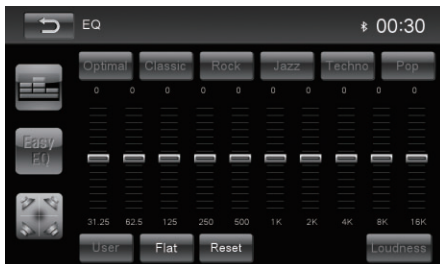 EQ 00:30
Optimal Classic Rock Jazz Techno Pop
0 0 0 0 0 0 0 0 0 0
Easy
EQ
31.25 62.5 125 250 500 1K 2K 4K 8K 16K
User Flat Reset Loudness